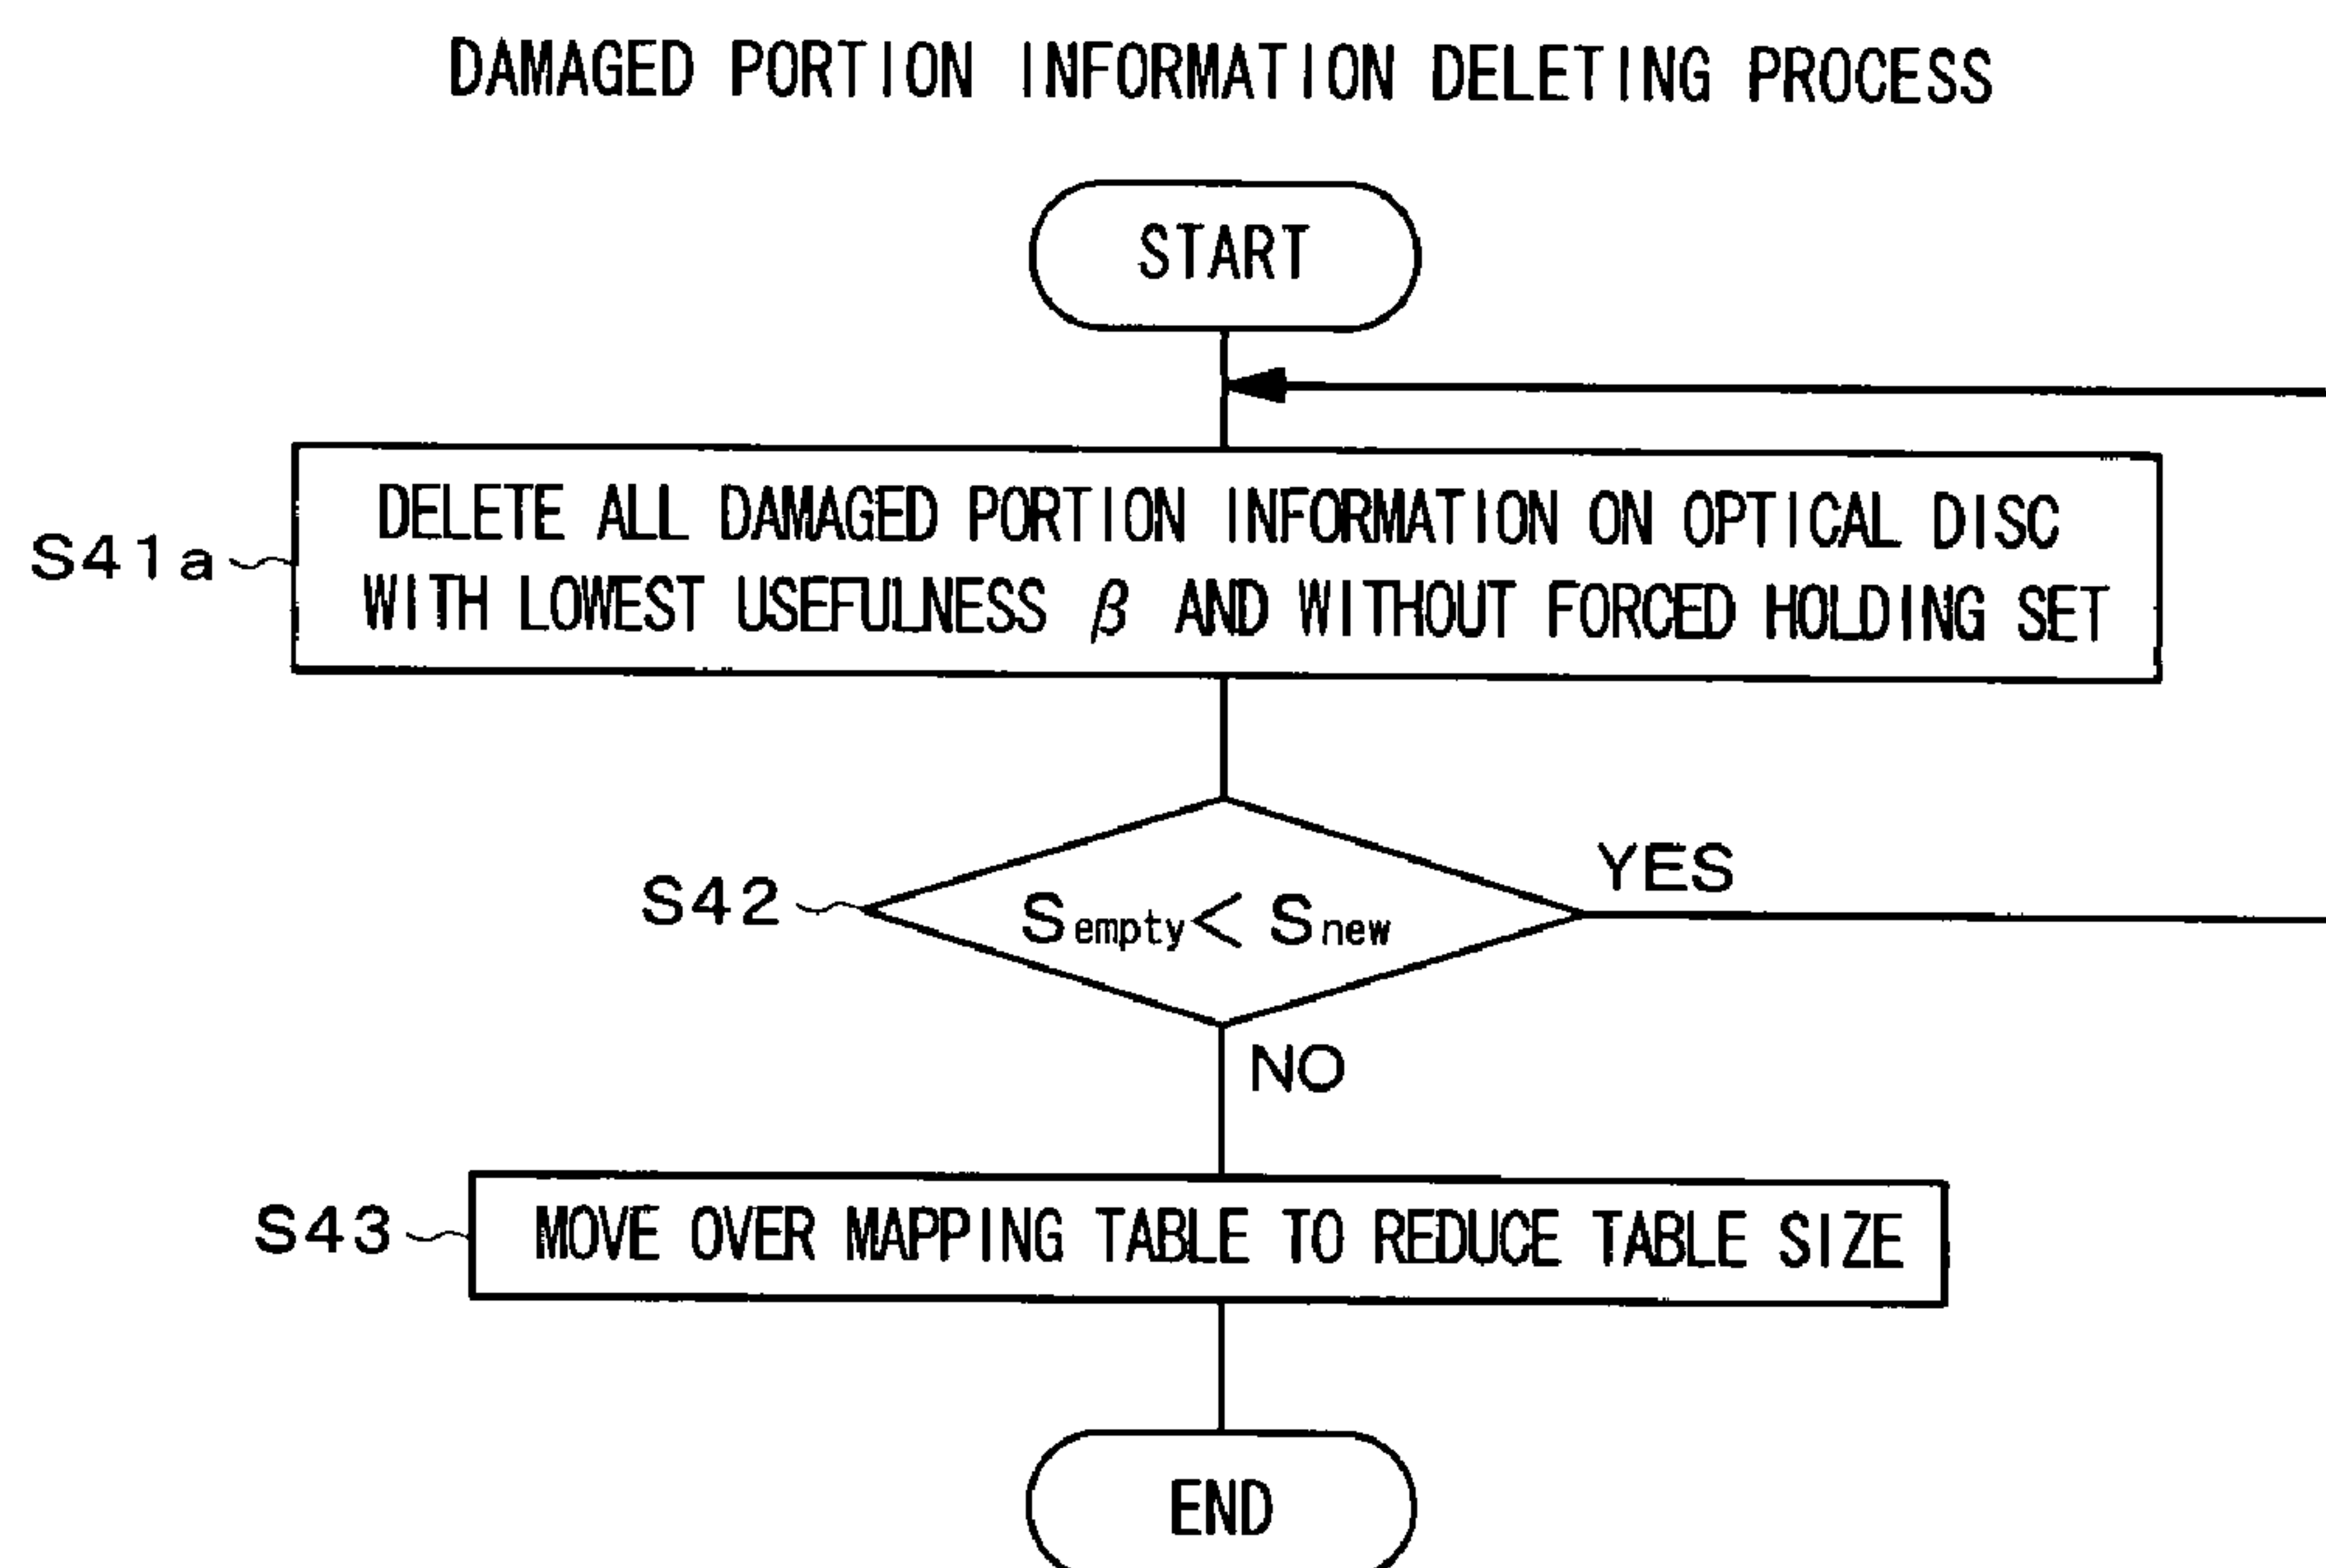 DAMAGED PORTION INFORMATION DELETING PROCESS
START
S41a
DELETE ALL DAMAGED PORTION INFORMATION ON OPTICAL DISC
WITH LOWEST USEFULNESS β AND WITHOUT FORCED HOLDING SET
S42
Sempty < Snew
YES
NO
S43
MOVE OVER MAPPING TABLE TO REDUCE TABLE SIZE
END